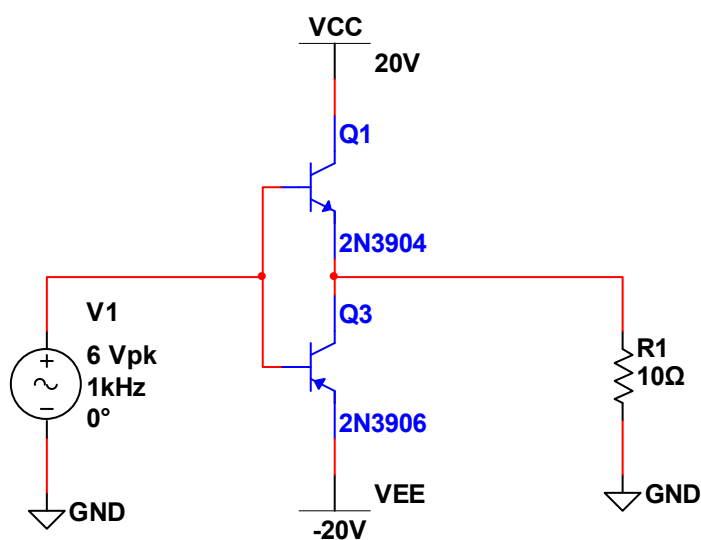 VCC
20V
Q1
2N3904
V1
6 Vpk
1kHz
0°
GND
Q3
2N3906
VEE
-20V
R1
10Ω
GND